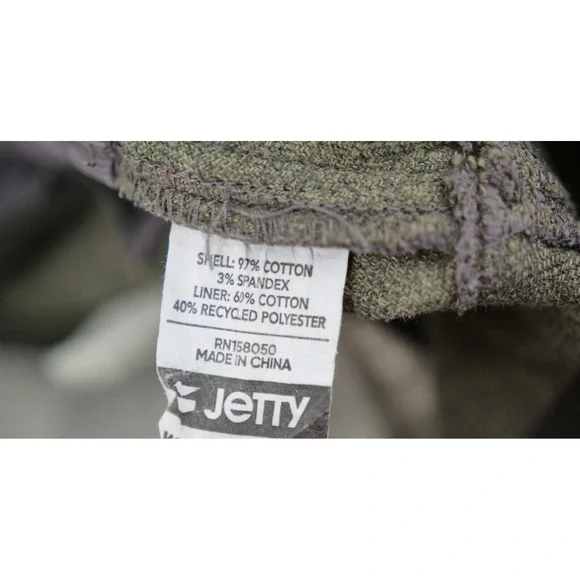 SHELL: 97% COTTON
3% SPANDEX
LINER: 60% COTTON
40% RECYCLED POLYESTER
RN158050
MADE IN CHINA
JETTY